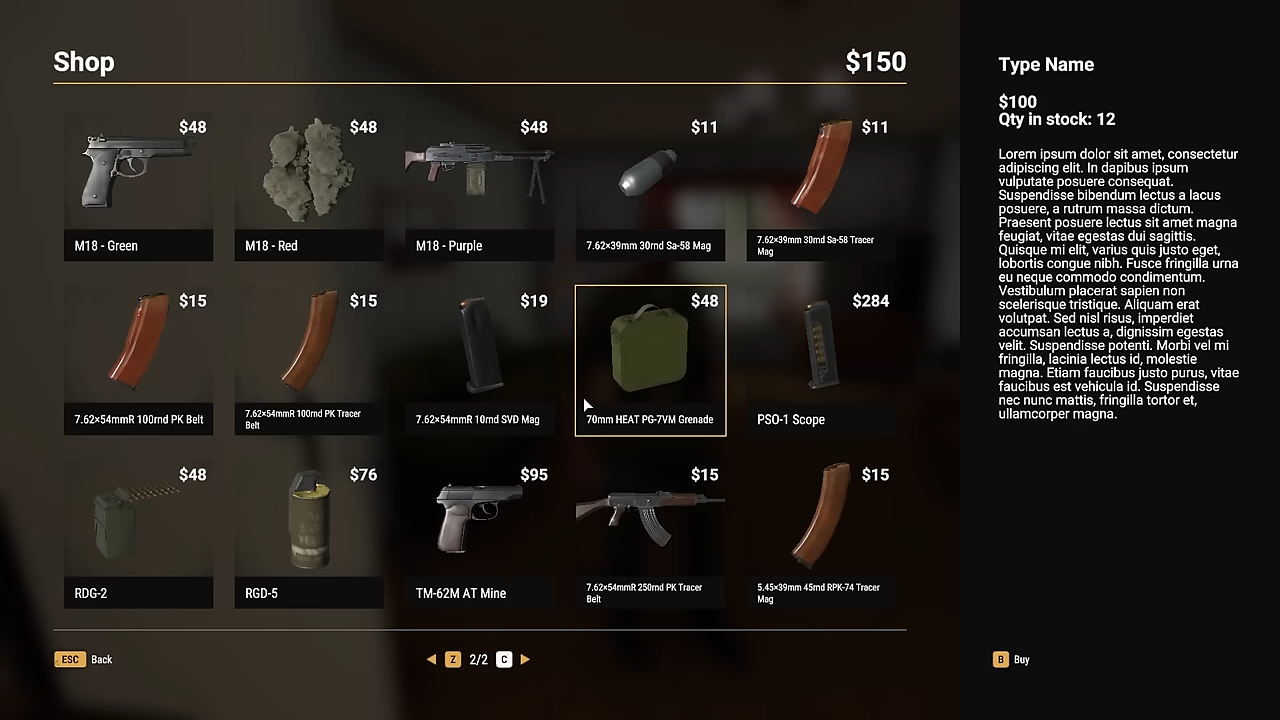 Shop
$150
$48
$48
$48
$11
$11
M18 - Green
M18 - Red
M18 - Purple
7.62×39mm 30rnd Sa-58 Mag
7.62×39mm 30rnd Sa-58 Tracer
Mag
$15
$15
$19
$48
$284
7.62×54mmR 100rnd PK Belt
7.62×54mmR 100rnd PK Tracer
Belt
7.62×54mmR 10rnd SVD Mag
70mm HEAT PG-7VM Grenade
PSO-1 Scope
$48
$76
$95
$15
$15
RDG-2
RGD-5
TM-62M AT Mine
7.62×54mmR 250rnd PK Tracer
Belt
5.45×39mm 45rnd RPK-74 Tracer
Mag
ESC Back
Z 2/2 C
Type Name
$100
Qty in stock: 12
Lorem ipsum dolor sit amet, consectetur
adipiscing elit. In dapibus ipsum
vulputate posuere consequat.
Suspendisse bibendum lectus a lacus
posuere, a rutrum massa dictum.
Praesent posuere lectus sit amet magna
feugiat, vitae egestas dui sagittis.
Quisque mi elit, varius quis justo eget,
lobortis congue nibh. Fusce fringilla urna
eu neque commodo condimentum.
Vestibulum placerat sapien non
scelerisque tristique. Aliquam erat
volutpat. Sed nisl risus, imperdiet
accumsan lectus a, dignissim egestas
velit. Suspendisse potenti. Morbi vel mi
fringilla, lacinia lectus id, molestie
magna. Etiam faucibus justo purus, vitae
faucibus est vehicula id. Suspendisse
nec nunc mattis, fringilla tortor et,
ullamcorper magna.
B Buy